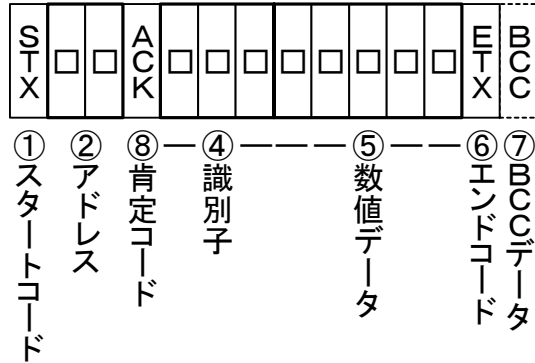 STX □ □ ACK □ □ □ □ □ □ □ □ ETX BCC
① ② ⑧ — ④ — — — ⑤ — — ⑥ ⑦
スタートコード
アドレス
肯定コード
識別子
数値データ
エンドコード
BCCデータ